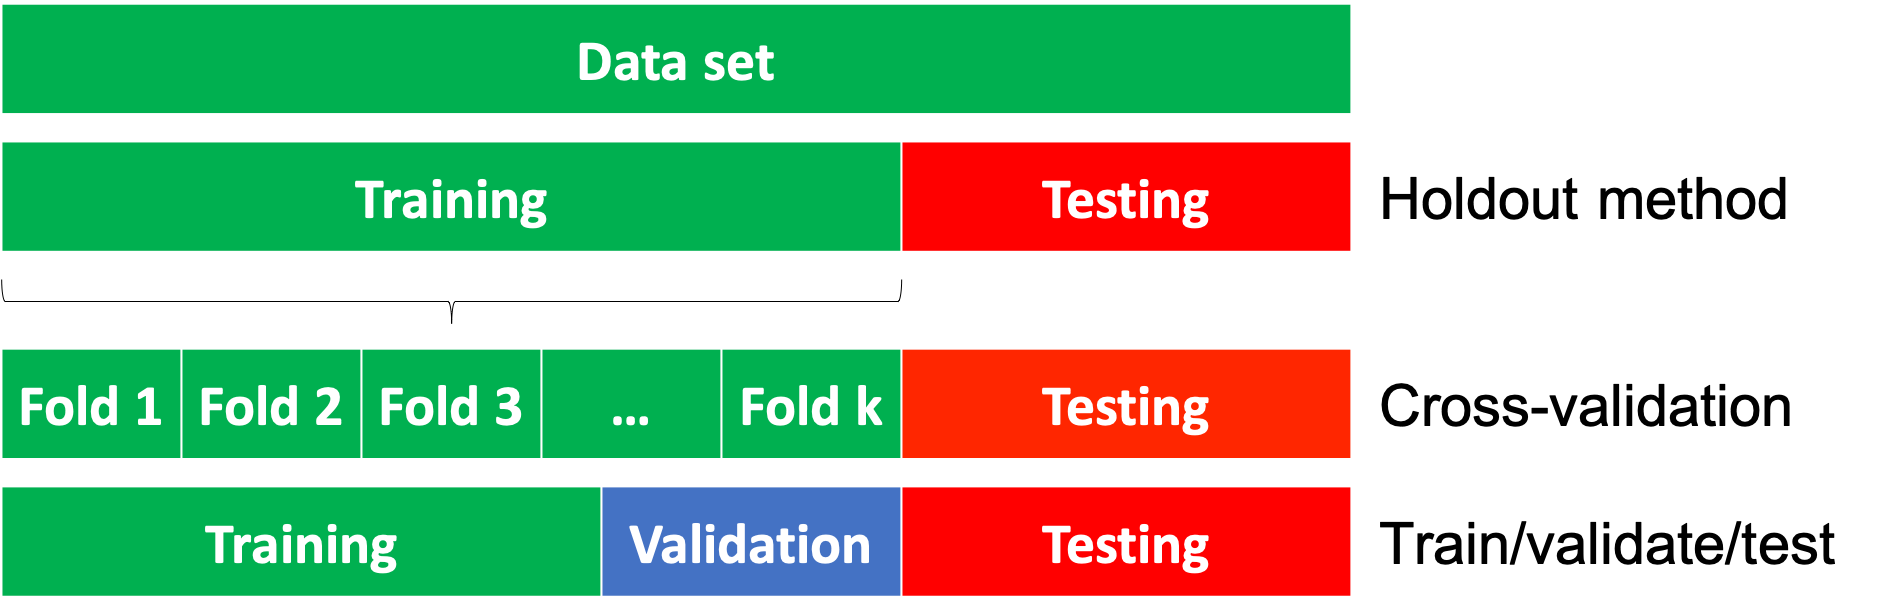 Data set
Training Testing Holdout method
Fold 1 Fold 2 Fold 3 ... Fold k Testing Cross-validation
Training Validation Testing Train/validate/test